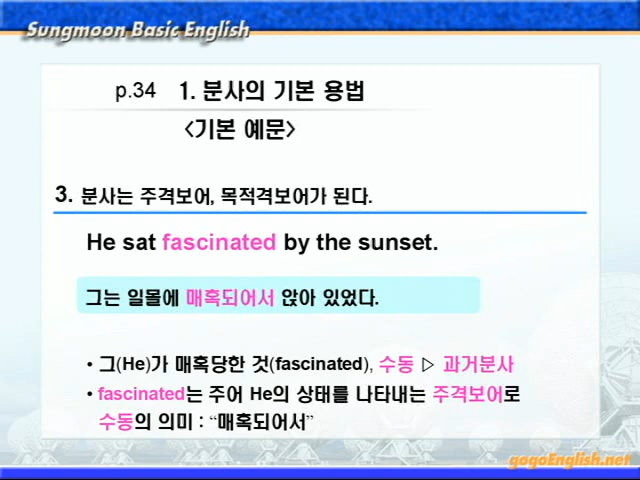 Sungmoon Basic English
p.34 1. 분사의 기본 용법
<기본 예문>
3. 분사는 주격보어, 목적격보어가 된다.
He sat fascinated by the sunset.
그는 일몰에 매혹되어서 앉아 있었다.
• 그(He)가 매혹당한 것(fascinated), 수동 ▷ 과거분사
• fascinated는 주어 He의 상태를 나타내는 주격보어로
수동의 의미 : “매혹되어서”
gogoEnglish.net